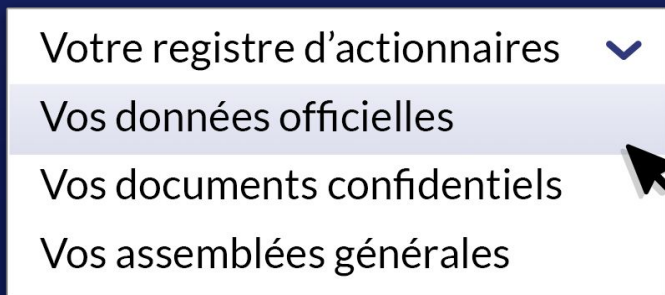 Votre registre d’actionnaires
Vos données officielles
Vos documents confidentiels
Vos assemblées générales